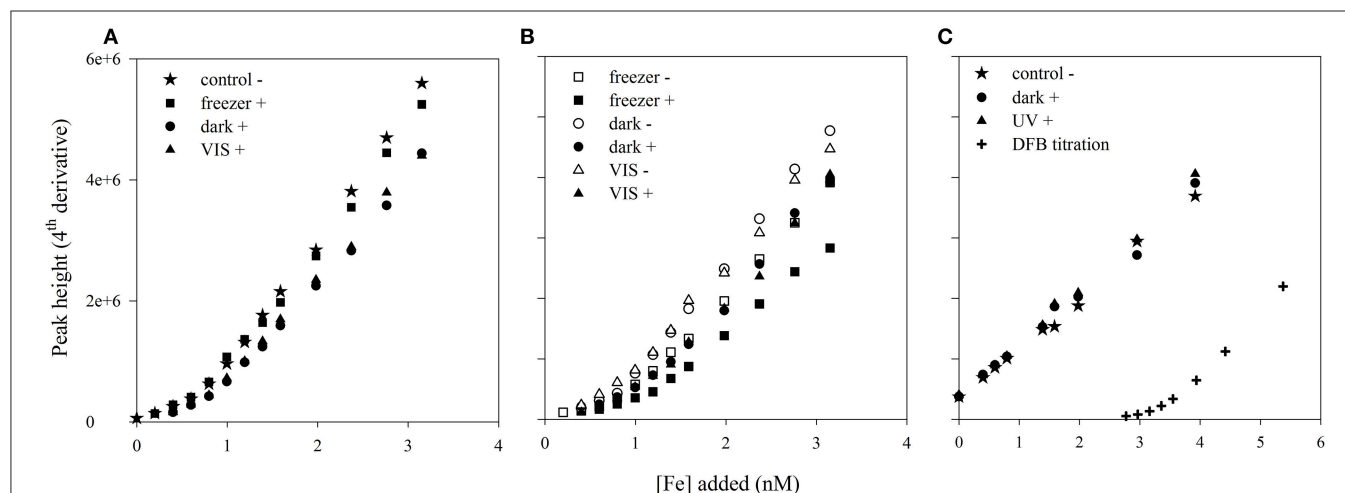 A
B
C
6e+6
4e+6
2e+6
0
Peak height (4th derivative)
control -
freezer +
dark +
VIS +
0 1 2 3 4
freezer -
freezer +
dark -
dark +
VIS -
VIS +
0 1 2 3 4
control -
dark +
UV +
DFB titration
0 1 2 3 4 5 6
[Fe] added (nM)